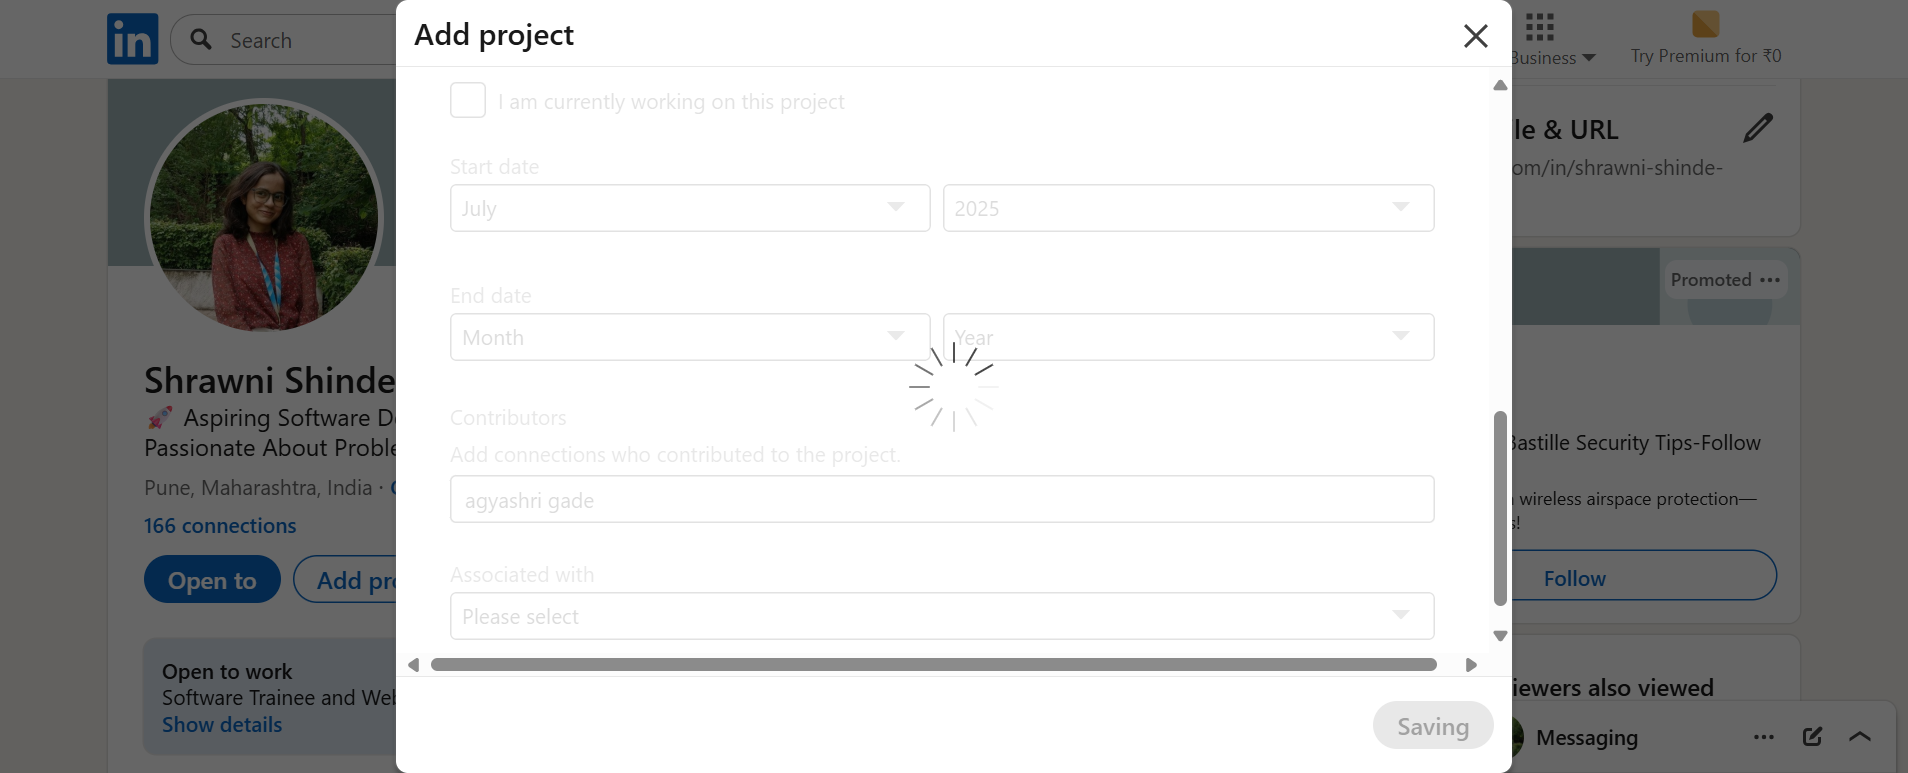 in
Search
Business
Try Premium for ₹0
Add project
I am currently working on this project
Start date
July
2025
End date
Month
Year
Contributors
Add connections who contributed to the project.
agyashri gade
Associated with
Please select
Saving
Shrawni Shinde
🚀 Aspiring Software D
Passionate About Proble
Pune, Maharashtra, India ·
166 connections
Open to
Add pro
Open to work
Software Trainee and Web
Show details
le & URL
om/in/shrawni-shinde-
Promoted
Bastille Security Tips-Follow
wireless airspace protection—
s!
Follow
iewers also viewed
Messaging